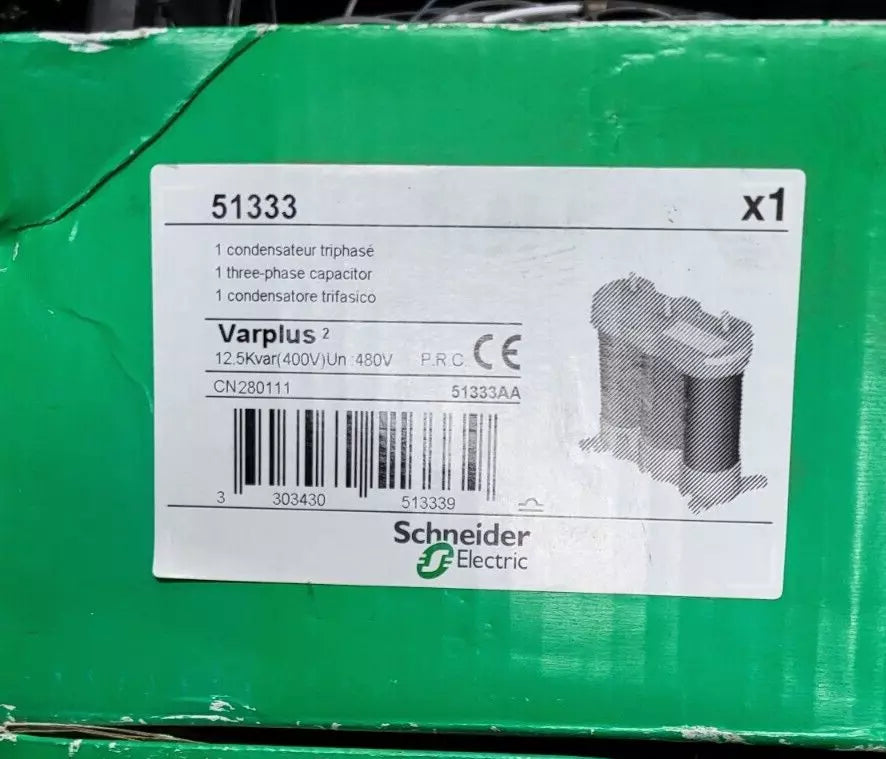 51333 x1
1 condensateur triphasé
1 three-phase capacitor
1 condensatore trifasico
Varplus 2
12.5Kvar(400V)Un :480V P.R.C. CE
CN280111 51333AA
3 303430 513339
Schneider
Electric